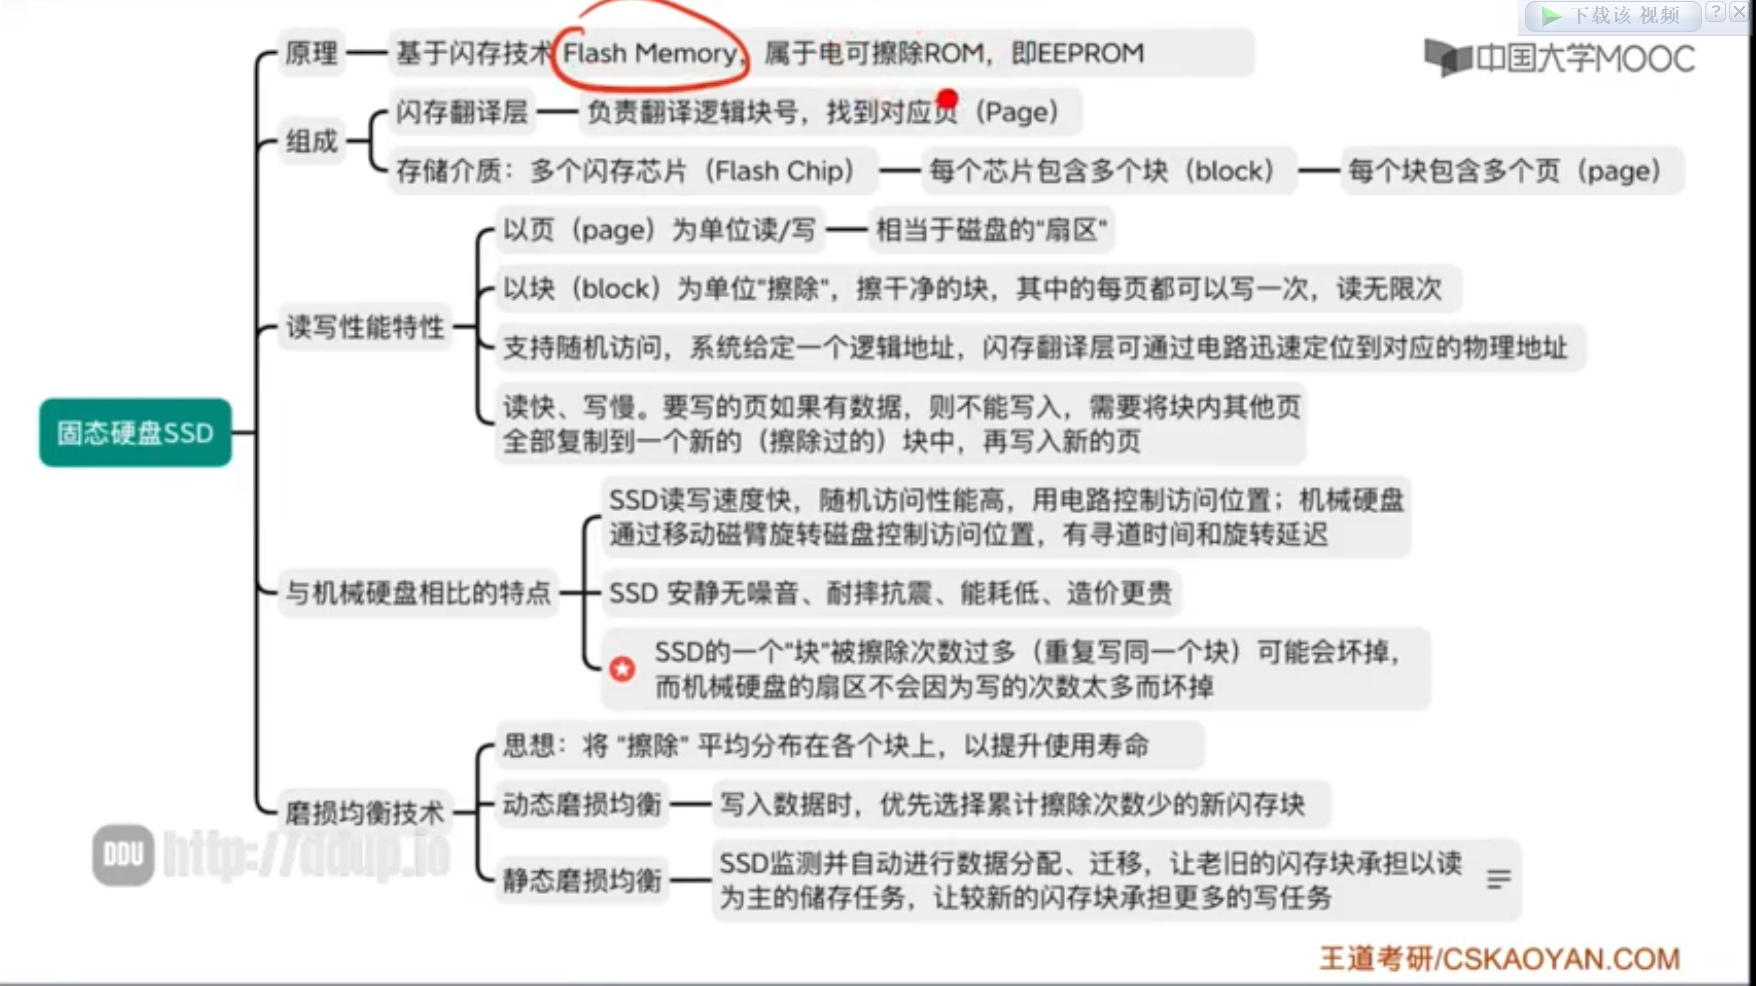 下载该 视频
中国大学MOOC
原理
基于闪存技术 Flash Memory，属于电可擦除ROM，即EEPROM
组成
闪存翻译层
负责翻译逻辑块号，找到对应页（Page）
存储介质：多个闪存芯片（Flash Chip）
每个芯片包含多个块（block）
每个块包含多个页（page）
固态硬盘SSD
读写性能特性
以页（page）为单位读/写
相当于磁盘的"扇区"
以块（block）为单位"擦除"，擦干净的块，其中的每页都可以写一次，读无限次
支持随机访问，系统给定一个逻辑地址，闪存翻译层可通过电路迅速定位到对应的物理地址
读快、写慢。要写的页如果有数据，则不能写入，需要将块内其他页
全部复制到一个新的（擦除过的）块中，再写入新的页
与机械硬盘相比的特点
SSD读写速度快，随机访问性能高，用电路控制访问位置；机械硬盘
通过移动磁臂旋转磁盘控制访问位置，有寻道时间和旋转延迟
SSD 安静无噪音、耐摔抗震、能耗低、造价更贵
SSD的一个"块"被擦除次数过多（重复写同一个块）可能会坏掉，
而机械硬盘的扇区不会因为写的次数太多而坏掉
磨损均衡技术
思想：将 "擦除" 平均分布在各个块上，以提升使用寿命
动态磨损均衡
写入数据时，优先选择累计擦除次数少的新闪存块
静态磨损均衡
SSD监测并自动进行数据分配、迁移，让老旧的闪存块承担以读
为主的储存任务，让较新的闪存块承担更多的写任务
DDU http://ddup.io
王道考研/CSKAOYAN.COM